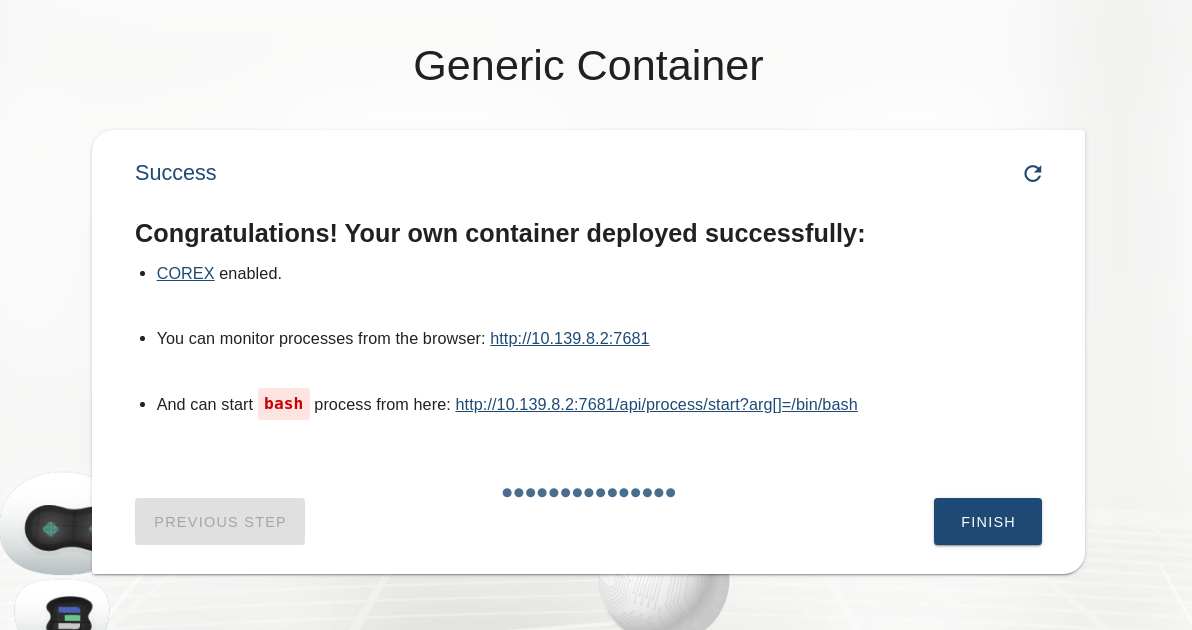 Generic Container
Success
Congratulations! Your own container deployed successfully:
COREX enabled.
You can monitor processes from the browser: http://10.139.8.2:7681
And can start bash process from here: http://10.139.8.2:7681/api/process/start?arg[]=/bin/bash
PREVIOUS STEP
FINISH